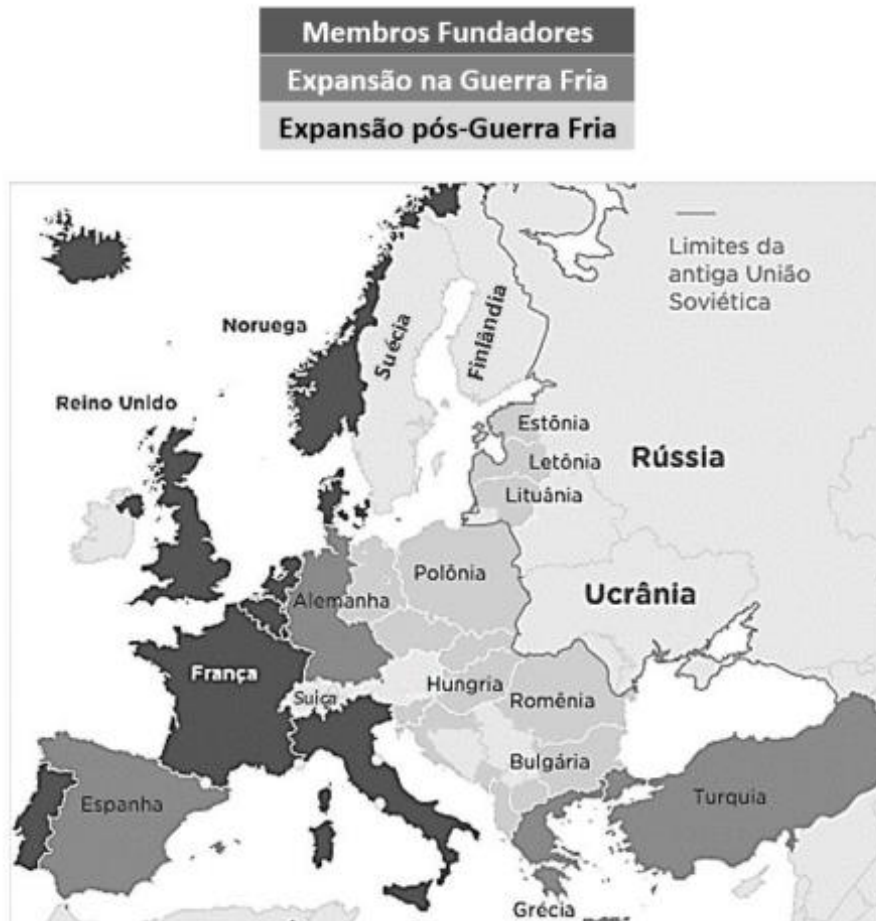 Membros Fundadores
Expansão na Guerra Fria
Expansão pós-Guerra Fria
Limites da
antiga União
Soviética
Noruega
Suécia
Finlândia
Reino Unido
Estônia
Letônia
Rússia
Lituânia
Polônia
Alemanha
Ucrânia
França
Suiça
Hungria
Romênia
Bulgária
Espanha
Turquia
Grécia